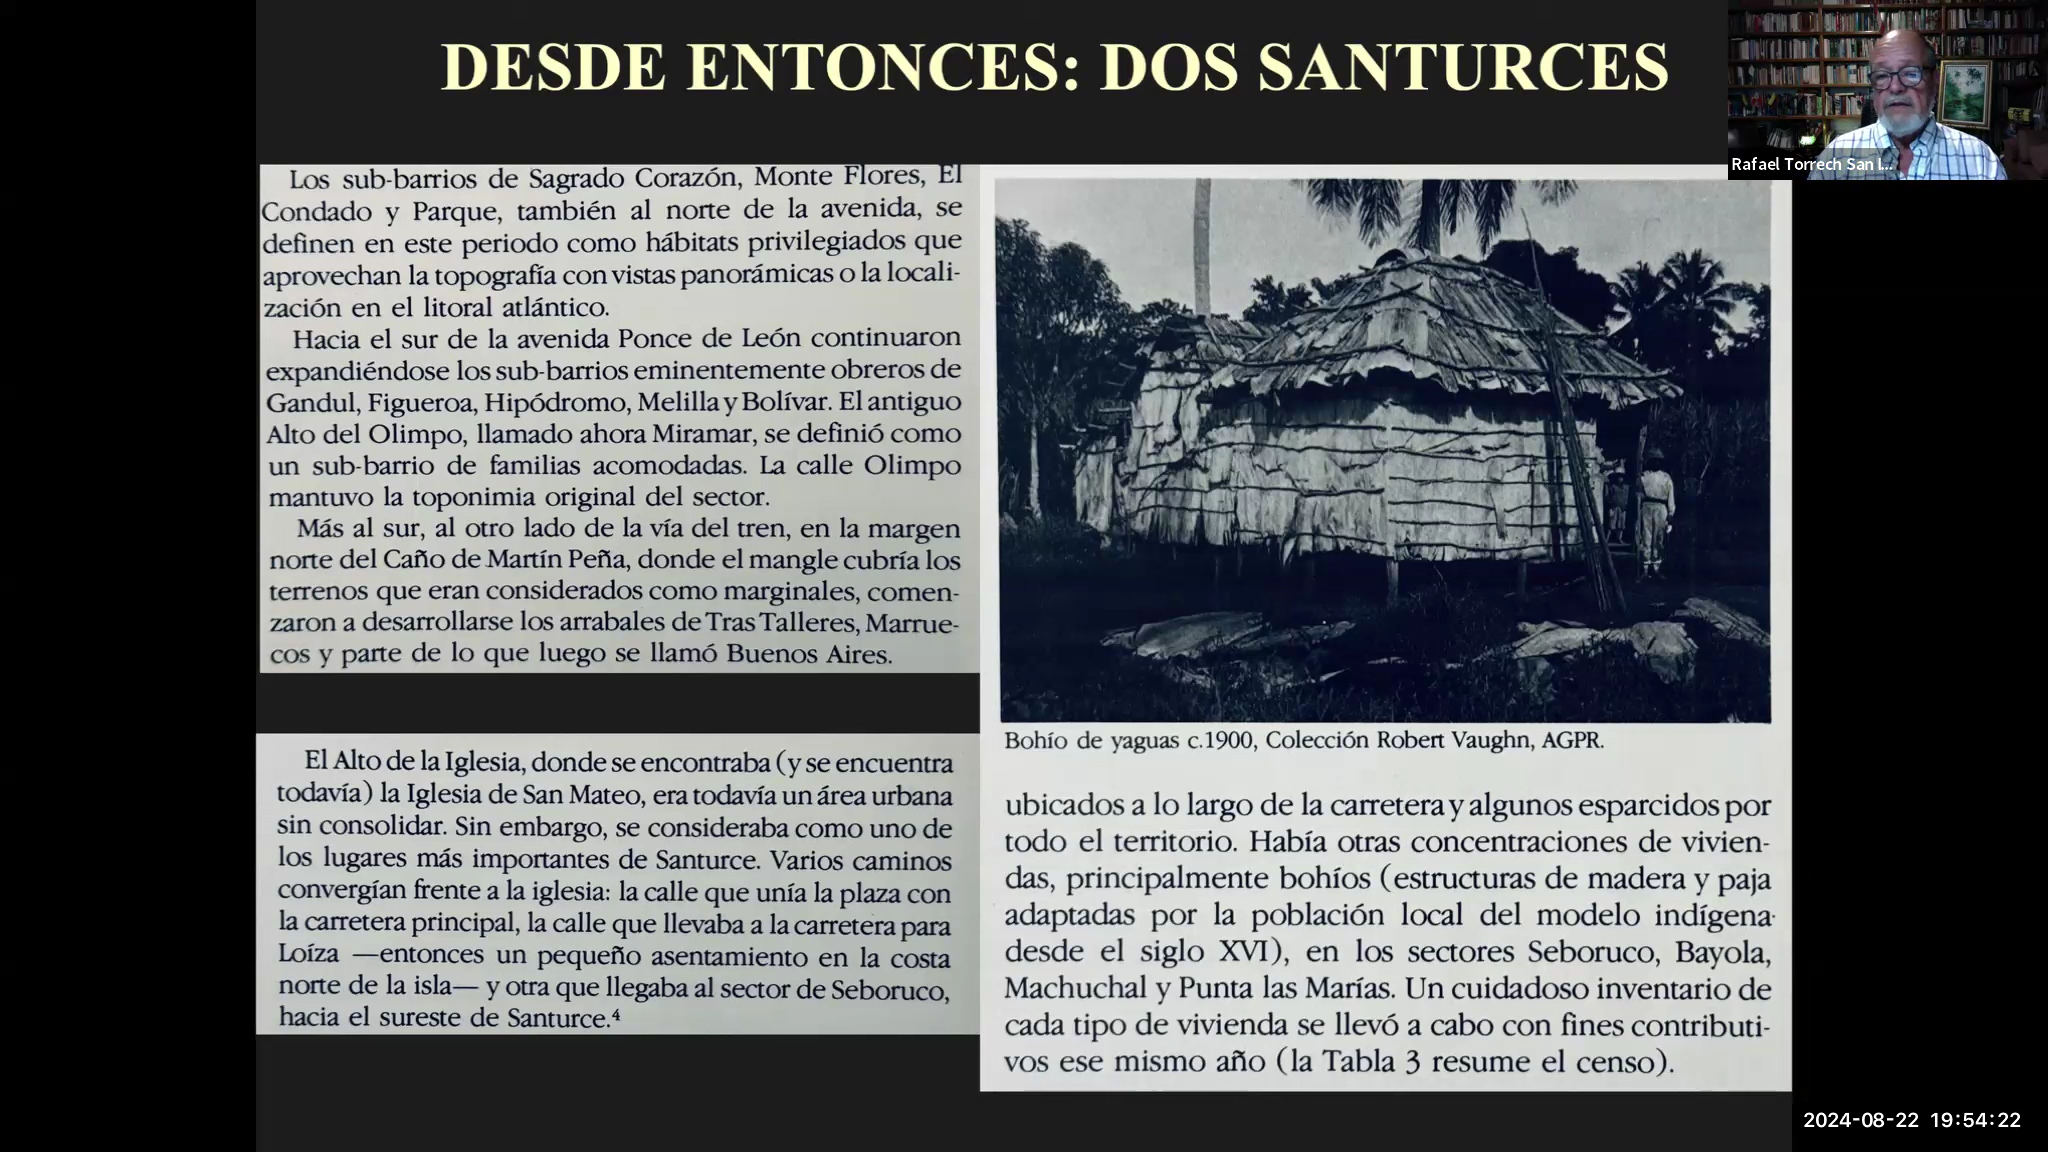 DESDE ENTONCES: DOS SANTURCES
Rafael Torrech San I...
Los sub-barrios de Sagrado Corazón, Monte Flores, El
Condado y Parque, también al norte de la avenida, se
definen en este periodo como hábitats privilegiados que
aprovechan la topografía con vistas panorámicas o la locali-
zación en el litoral atlántico.
Hacia el sur de la avenida Ponce de León continuaron
expandiéndose los sub-barrios eminentemente obreros de
Gandul, Figueroa, Hipódromo, Melilla y Bolívar. El antiguo
Alto del Olimpo, llamado ahora Miramar, se definió como
un sub-barrio de familias acomodadas. La calle Olimpo
mantuvo la toponimia original del sector.
Más al sur, al otro lado de la vía del tren, en la margen
norte del Caño de Martín Peña, donde el mangle cubría los
terrenos que eran considerados como marginales, comen-
zaron a desarrollarse los arrabales de Tras Talleres, Marrue-
cos y parte de lo que luego se llamó Buenos Aires.
El Alto de la Iglesia, donde se encontraba (y se encuentra
todavía) la Iglesia de San Mateo, era todavía un área urbana
sin consolidar. Sin embargo, se consideraba como uno de
los lugares más importantes de Santurce. Varios caminos
convergían frente a la iglesia: la calle que unía la plaza con
la carretera principal, la calle que llevaba a la carretera para
Loíza —entonces un pequeño asentamiento en la costa
norte de la isla— y otra que llegaba al sector de Seboruco,
hacia el sureste de Santurce.⁴
Bohío de yaguas c.1900, Colección Robert Vaughn, AGPR.
ubicados a lo largo de la carretera y algunos esparcidos por
todo el territorio. Había otras concentraciones de vivien-
das, principalmente bohíos (estructuras de madera y paja
adaptadas por la población local del modelo indígena
desde el siglo XVI), en los sectores Seboruco, Bayola,
Machuchal y Punta las Marías. Un cuidadoso inventario de
cada tipo de vivienda se llevó a cabo con fines contributi-
vos ese mismo año (la Tabla 3 resume el censo).
2024-08-22 19:54:22